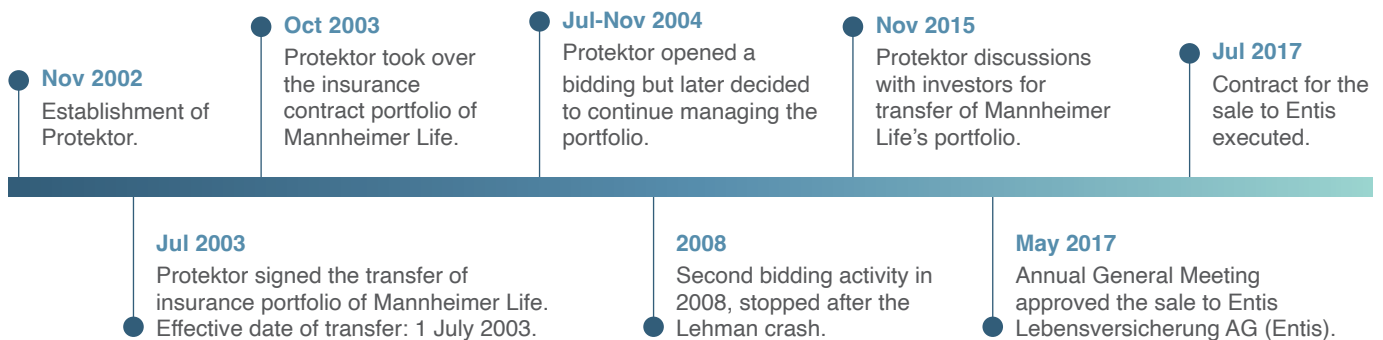 Nov 2002
Establishment of
Protektor.
Jul 2003
Protektor signed the transfer of
insurance portfolio of Mannheimer Life.
Effective date of transfer: 1 July 2003.
Oct 2003
Protektor took over
the insurance
contract portfolio of
Mannheimer Life.
Jul-Nov 2004
Protektor opened a
bidding but later decided
to continue managing the
portfolio.
2008
Second bidding activity in
2008, stopped after the
Lehman crash.
Nov 2015
Protektor discussions
with investors for
transfer of Mannheimer
Life’s portfolio.
May 2017
Annual General Meeting
approved the sale to Entis
Lebensversicherung AG (Entis).
Jul 2017
Contract for the
sale to Entis
executed.